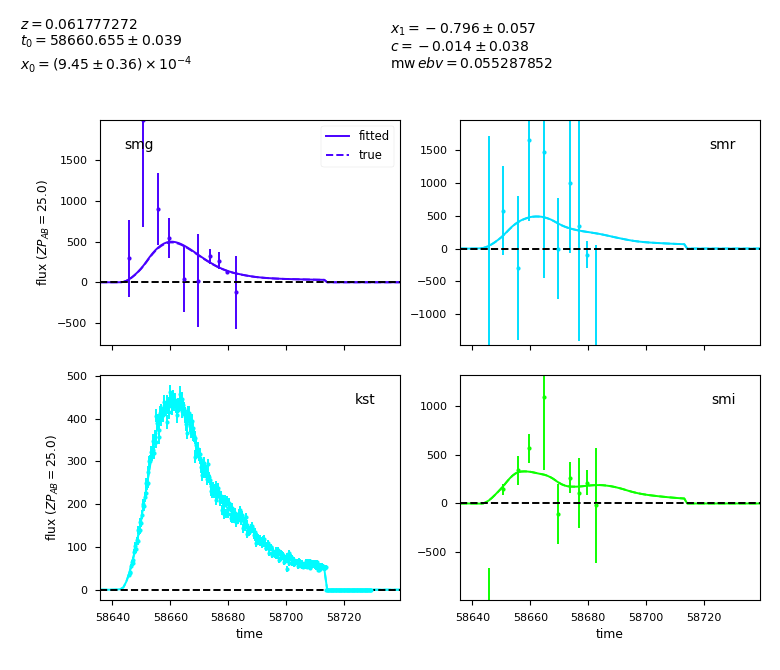 z = 0.061777272
t₀ = 58660.655 ± 0.039
x₀ = (9.45 ± 0.36) × 10⁻⁴
x₁ = −0.796 ± 0.057
c = −0.014 ± 0.038
mw ebv = 0.055287852
smg
fitted
true
1500
1000
500
0
−500
flux (ZP_AB = 25.0)
smr
1500
1000
500
0
−500
−1000
kst
500
400
300
200
100
0
flux (ZP_AB = 25.0)
58640 58660 58680 58700 58720
time
smi
1000
500
0
−500
58640 58660 58680 58700 58720
time